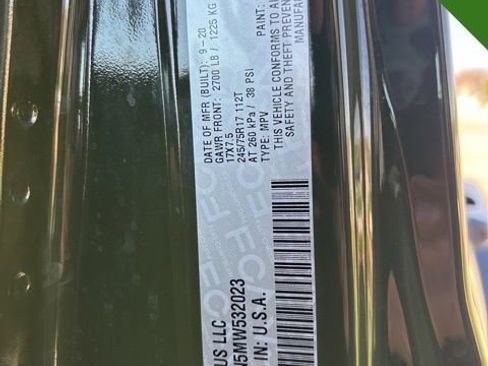 DATE OF MFR (BUILT): 9-20
GAWR FRONT: 2700 LB / 1225 KG
17X7.5
245/75R17 112T
AT 260 kPa / 38 PSI
TYPE: MPV
PAINT:
THIS VEHICLE CONFORMS TO
SAFETY AND THEFT PREVEN
MANUFA
US LLC
5MW532023
IN: U.S.A.